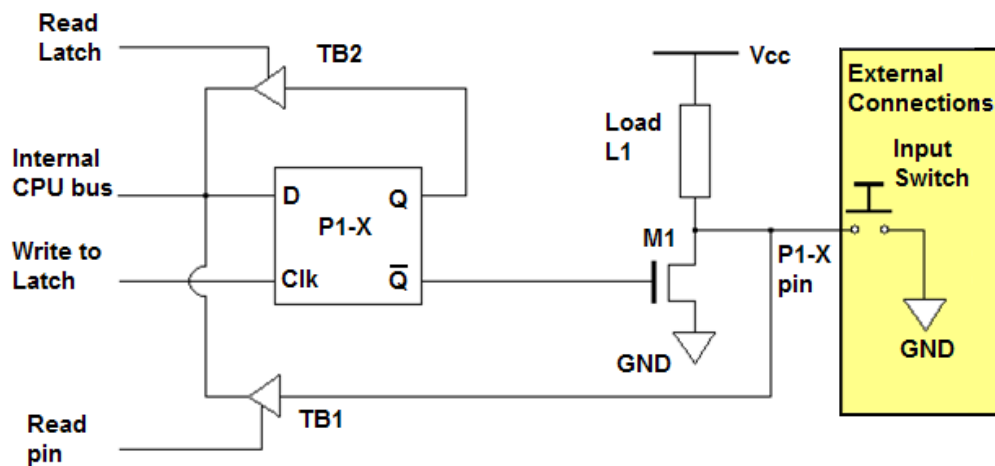 Read
Latch
TB2
Vcc
External
Connections
Load
L1
Input
Switch
Internal
CPU bus
D
Q
P1-X
M1
Write to
Latch
Clk
Q̅
P1-X
pin
GND
GND
TB1
Read
pin